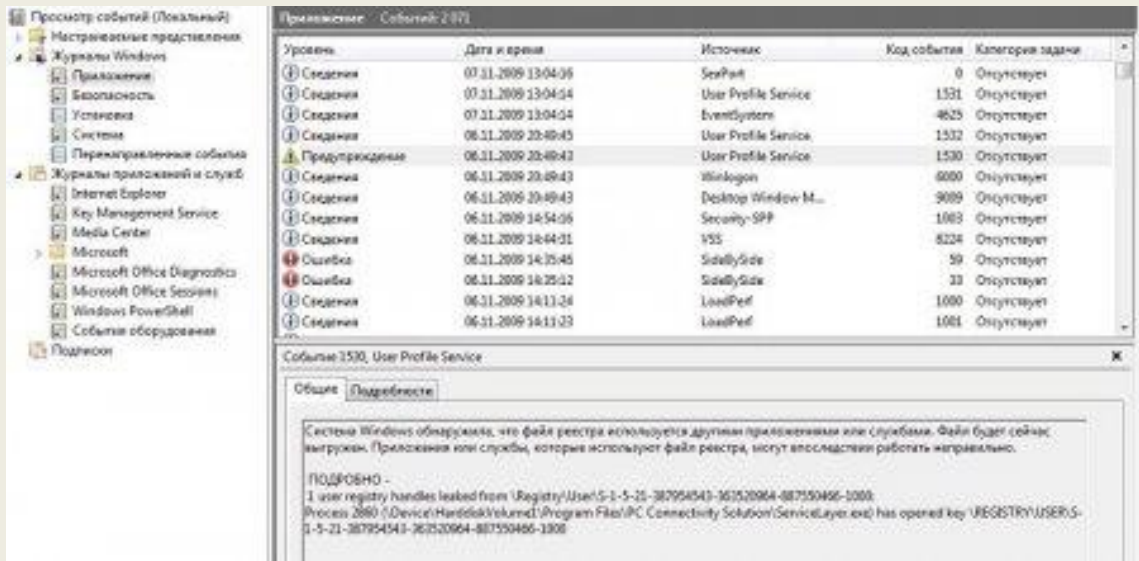 Просмотр событий (Локальный)
Настраиваемые представления
Журналы Windows
Приложение
Безопасность
Установка
Система
Перенаправленные события
Журналы приложений и служб
Internet Explorer
Key Management Service
Media Center
Microsoft
Microsoft Office Diagnostics
Microsoft Office Sessions
Windows PowerShell
События оборудования
Подписки
Приложение Событий: 2 071
Уровень Дата и время Источник Код события Категория задачи
Сведения 07.11.2009 13:04:16 SeaPort 0 Отсутствует
Сведения 07.11.2009 13:04:14 User Profile Service 1531 Отсутствует
Сведения 07.11.2009 13:04:14 EventSystem 4625 Отсутствует
Сведения 06.11.2009 20:49:45 User Profile Service 1532 Отсутствует
Предупреждение 06.11.2009 20:49:43 User Profile Service 1530 Отсутствует
Сведения 06.11.2009 20:49:43 Winlogon 6000 Отсутствует
Сведения 06.11.2009 20:49:43 Desktop Window M... 9009 Отсутствует
Сведения 06.11.2009 14:54:16 Security-SPP 1003 Отсутствует
Сведения 06.11.2009 14:44:31 VSS 8224 Отсутствует
Ошибка 06.11.2009 14:35:46 SideBySide 59 Отсутствует
Ошибка 06.11.2009 14:35:12 SideBySide 33 Отсутствует
Сведения 06.11.2009 14:11:24 LoadPerf 1000 Отсутствует
Сведения 06.11.2009 14:11:23 LoadPerf 1001 Отсутствует
Событие 1530, User Profile Service
Общие Подробности
Система Windows обнаружила, что файл реестра используется другими приложениями или службами. Файл будет сейчас
выгружен. Приложения или службы, которые используют файл реестра, могут впоследствии работать неправильно.
ПОДРОБНО -
1 user registry handles leaked from \Registry\User\S-1-5-21-387954543-363520964-887550466-1000:
Process 2860 (\Device\HarddiskVolume1\Program Files\PC Connectivity Solution\ServiceLayer.exe) has opened key \REGISTRY\USER\S-
1-5-21-387954543-363520964-887550466-1000